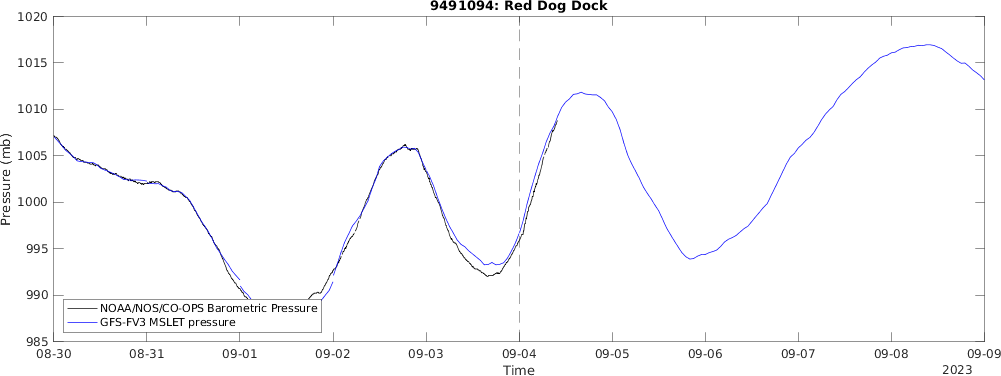 9491094: Red Dog Dock
Pressure (mb)
1020
1015
1010
1005
1000
995
990
985
NOAA/NOS/CO-OPS Barometric Pressure
GFS-FV3 MSLET pressure
08-30 08-31 09-01 09-02 09-03 09-04 09-05 09-06 09-07 09-08 09-09
Time
2023